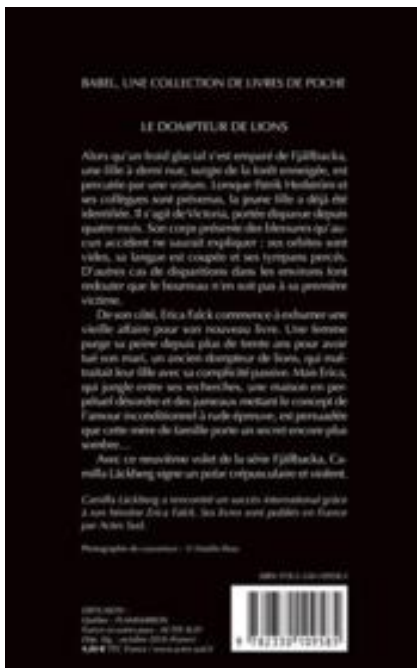 BABEL, UNE COLLECTION DE LIVRES DE POCHE
LE DOMPTEUR DE LIONS
Alors qu'un froid glacial s'est emparé de Fjällbacka,
une fille à demi nue, surgie de la forêt enneigée, est
percutée par une voiture. Lorsque Patrik Hedström et
ses collègues sont prévenus, la jeune fille a déjà été
identifiée. Il s'agit de Victoria, portée disparue depuis
quatre mois. Son corps présente des blessures qu'au-
cun accident ne saurait expliquer : ses orbites sont
vides, sa langue est coupée et ses tympans percés.
D'autres cas de disparitions dans les environs font
redouter que le bourreau n'en soit pas à sa première
victime.
De son côté, Erica Falck commence à exhumer une
vieille affaire pour son nouveau livre. Une femme
purge sa peine depuis plus de trente ans pour avoir
tué son mari, un ancien dompteur de lions, qui mal-
traitait leur fille avec sa complicité passive. Mais Erica,
qui jongle entre ses recherches, une maison en per-
pétuel désordre et des jumeaux mettant le concept de
l'amour inconditionnel à rude épreuve, est persuadée
que cette mère de famille porte un secret encore plus
sombre...
Avec ce neuvième volet de la série Fjällbacka, Ca-
milla Läckberg signe un polar crépusculaire et violent.
Camilla Läckberg a rencontré un succès international grâce
à son héroïne Erica Falck. Ses livres sont publiés en France
par Actes Sud.
Photographie de couverture : ©
9 782330 109585